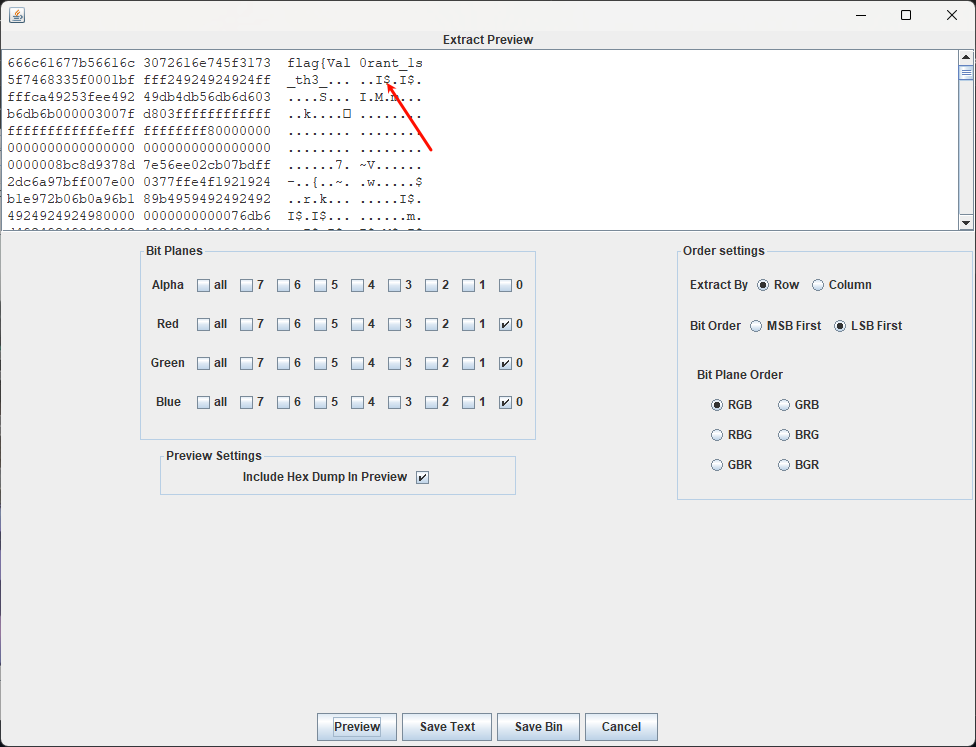 Extract Preview
666c61677b56616c 3072616e745f3173 flag{Val 0rant_1s
5f7468335f0001bf fff24924924924ff _th3_... ..I$.I$.
fffca49253fee492 49db4db56db6d603 ....S... I.M.m...
b6db6b000003007f d803ffffffffffff ..k....□ ........
ffffffffffffefff ffffffff80000000 ........ ........
0000000000000000 0000000000000000 ........ ........
0000008bc8d9378d 7e56ee02cb07bdff ......7. ~V......
2dc6a97bff007e00 0377ffe4f1921924 -..{..~. .w.....$
b1e972b06b0a96b1 89b4959492492492 ..r.k... .....I$.
4924924924980000 0000000000076db6 I$.I$... ......m.
Bit Planes
Alpha all 7 6 5 4 3 2 1 0
Red all 7 6 5 4 3 2 1 0
Green all 7 6 5 4 3 2 1 0
Blue all 7 6 5 4 3 2 1 0
Preview Settings
Include Hex Dump In Preview
Order settings
Extract By Row Column
Bit Order MSB First LSB First
Bit Plane Order
RGB GRB
RBG BRG
GBR BGR
Preview Save Text Save Bin Cancel